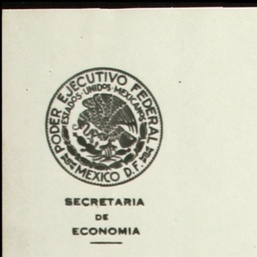 PODER EJECUTIVO FEDERAL
ESTADOS·UNIDOS·MEXICANOS
MEXICO D.F.
SECRETARIA
DE
ECONOMIA